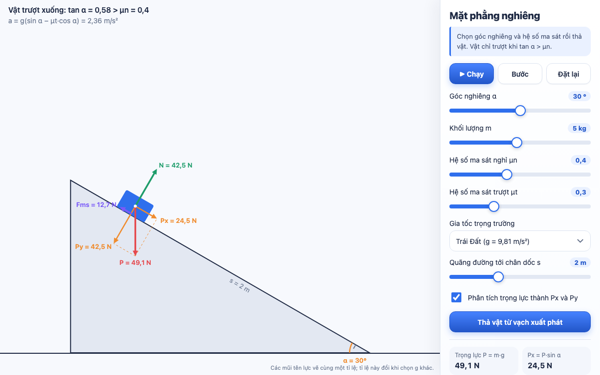 Vật trượt xuống: tan α = 0,58 > μn = 0,4
a = g(sin α − μt·cos α) = 2,36 m/s²
N = 42,5 N
Fms = 12,7 N
Px = 24,5 N
Py = 42,5 N
P = 49,1 N
s = 2 m
α = 30°
Các mũi tên lực vẽ cùng một tỉ lệ; tỉ lệ này đổi khi chọn g khác.
Mặt phẳng nghiêng
Chọn góc nghiêng và hệ số ma sát rồi thả
vật. Vật chỉ trượt khi tan α > μn.
▶ Chạy
Bước
Đặt lại
Góc nghiêng α
30 °
Khối lượng m
5 kg
Hệ số ma sát nghỉ μn
0,4
Hệ số ma sát trượt μt
0,3
Gia tốc trọng trường
Trái Đất (g = 9,81 m/s²)
Quãng đường tới chân dốc s
2 m
Phân tích trọng lực thành Px và Py
Thả vật từ vạch xuất phát
Trọng lực P = m·g
49,1 N
Px = P·sin α
24,5 N